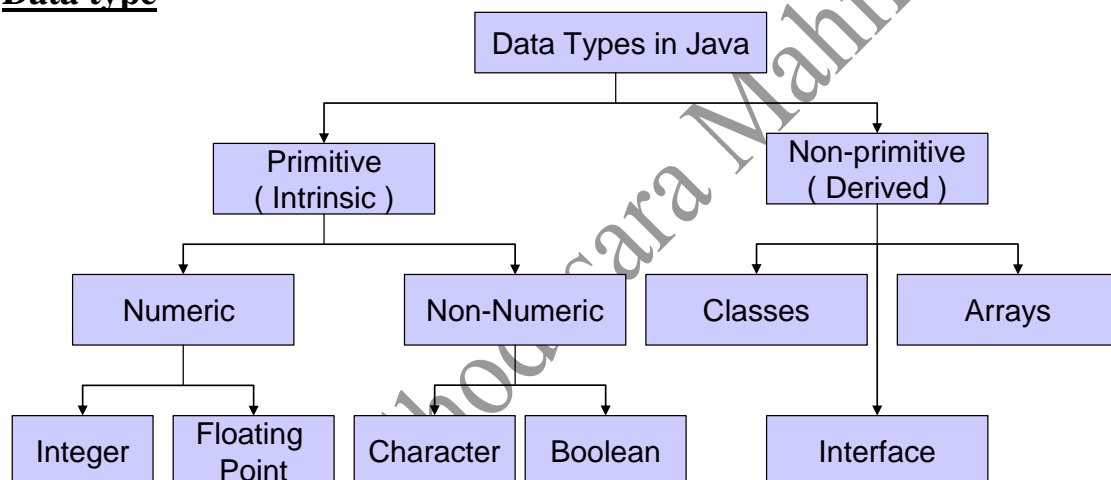 Data type
Data Types in Java
Primitive
( Intrinsic )
Non-primitive
( Derived )
Numeric
Non-Numeric
Classes
Arrays
Integer
Floating
Point
Character
Boolean
Interface